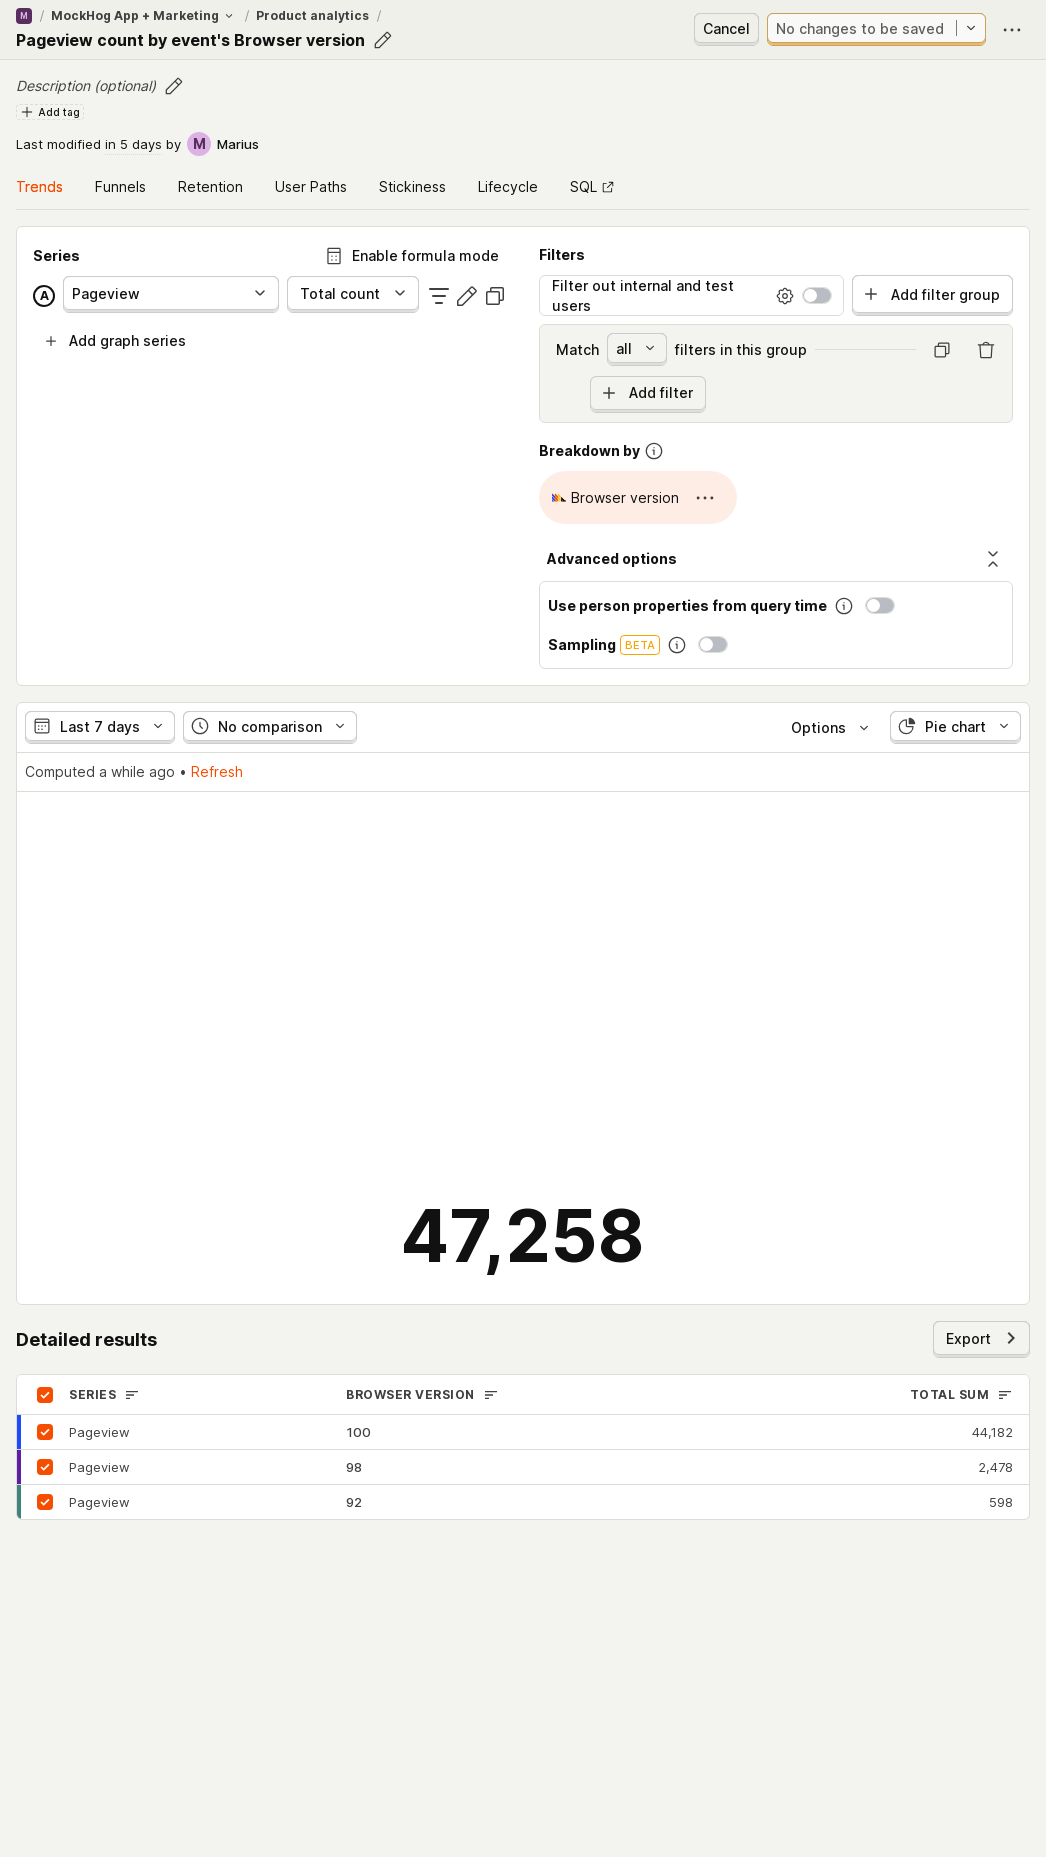 M / MockHog App + Marketing / Product analytics /
Pageview count by event's Browser version
Cancel
No changes to be saved
Description (optional)
Add tag
Last modified in 5 days by M Marius
Trends Funnels Retention User Paths Stickiness Lifecycle SQL
Series
Enable formula mode
A Pageview Total count
Add graph series
Filters
Filter out internal and test
users
Add filter group
Match all filters in this group
Add filter
Breakdown by
Browser version
Advanced options
Use person properties from query time
Sampling BETA
Last 7 days No comparison Options Pie chart
Computed a while ago • Refresh
47,258
Detailed results
Export
SERIES BROWSER VERSION TOTAL SUM
Pageview 100 44,182
Pageview 98 2,478
Pageview 92 598